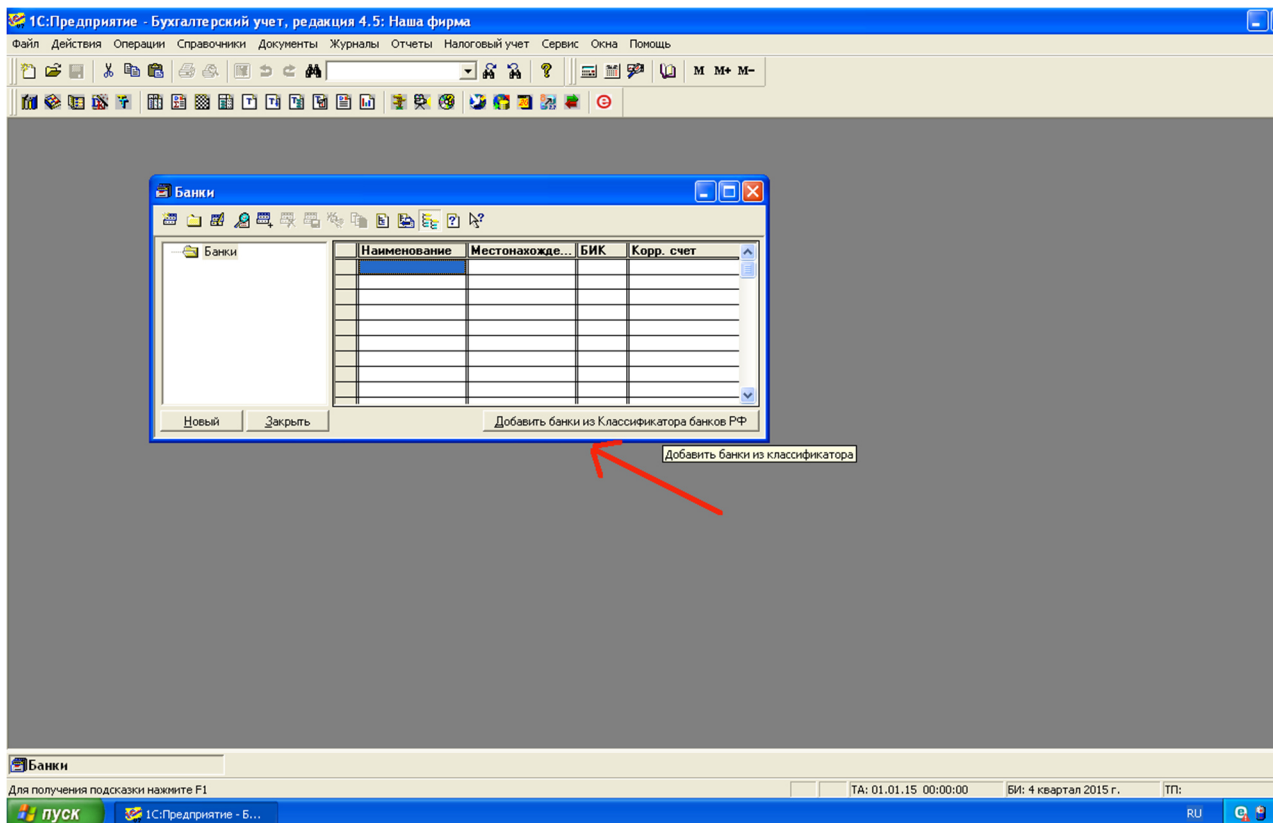 1С:Предприятие - Бухгалтерский учет, редакция 4.5: Наша фирма
Файл Действия Операции Справочники Документы Журналы Отчеты Налоговый учет Сервис Окна Помощь
M M+ M-
Банки
Банки
Наименование Местонахожде... БИК Корр. счет
Новый Закрыть Добавить банки из Классификатора банков РФ
Добавить банки из классификатора
Банки
Для получения подсказки нажмите F1 ТА: 01.01.15 00:00:00 БИ: 4 квартал 2015 г. ТП:
пуск 1С:Предприятие - Б... RU